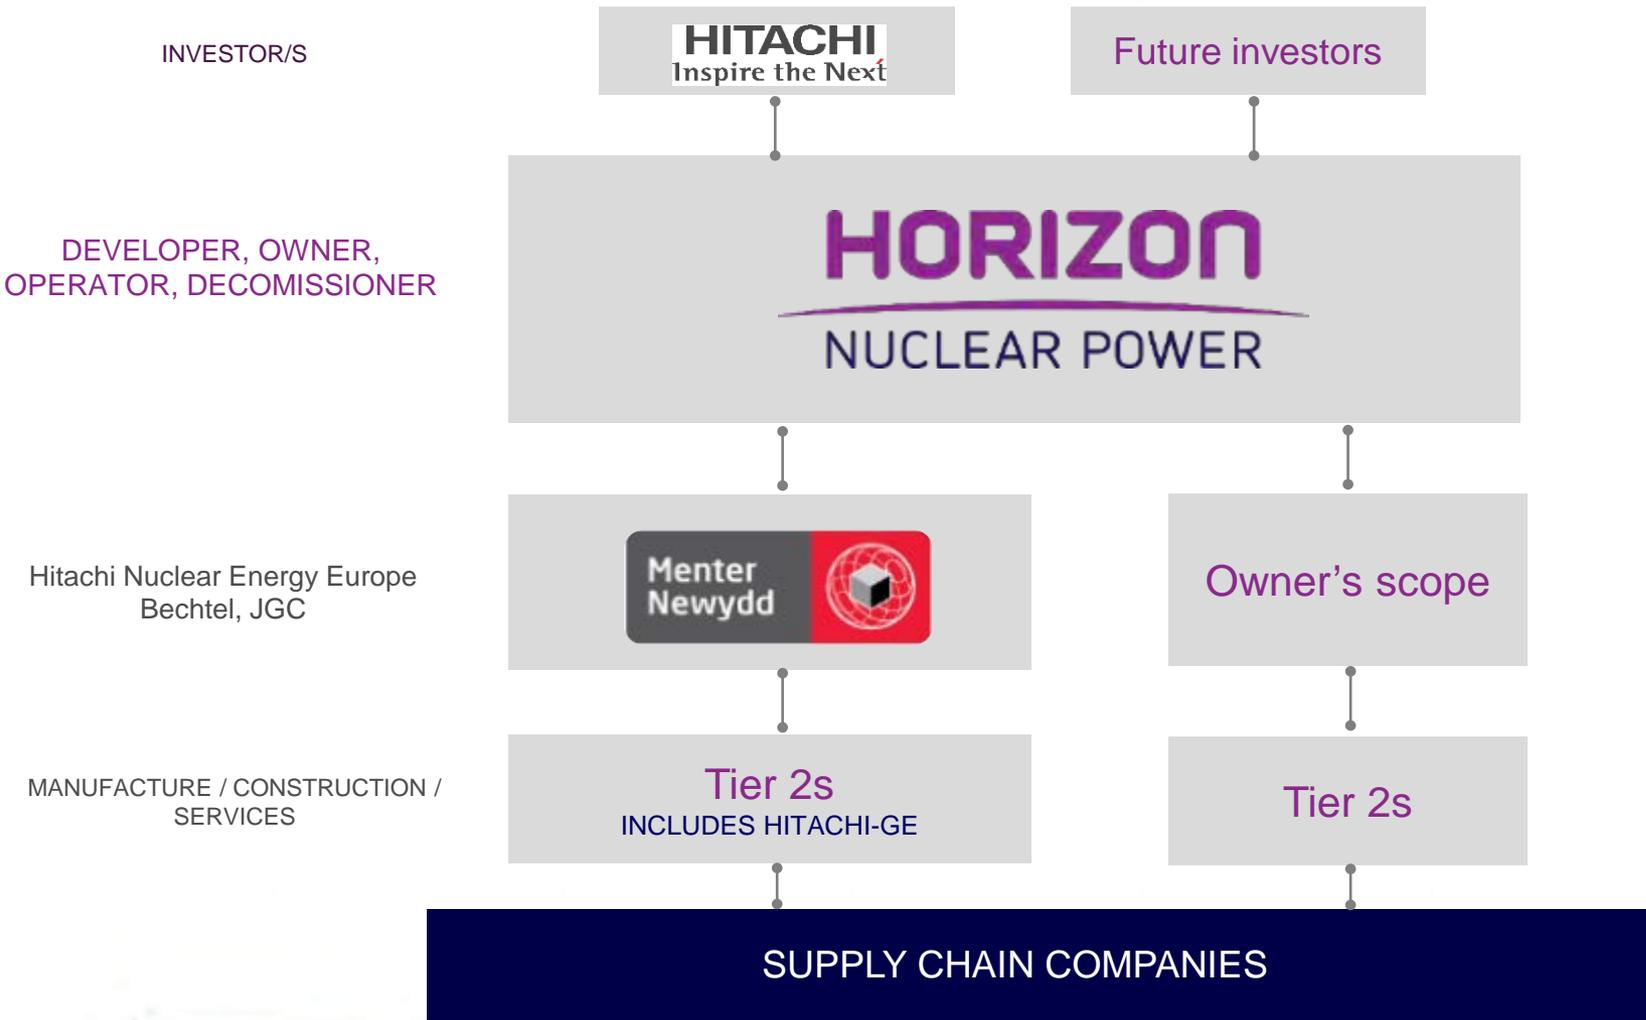 INVESTOR/S
HITACHI
Inspire the Next
Future investors
DEVELOPER, OWNER,
OPERATOR, DECOMISSIONER
HORIZON
NUCLEAR POWER
Hitachi Nuclear Energy Europe
Bechtel, JGC
Menter
Newydd
Owner’s scope
MANUFACTURE / CONSTRUCTION /
SERVICES
Tier 2s
INCLUDES HITACHI-GE
Tier 2s
SUPPLY CHAIN COMPANIES